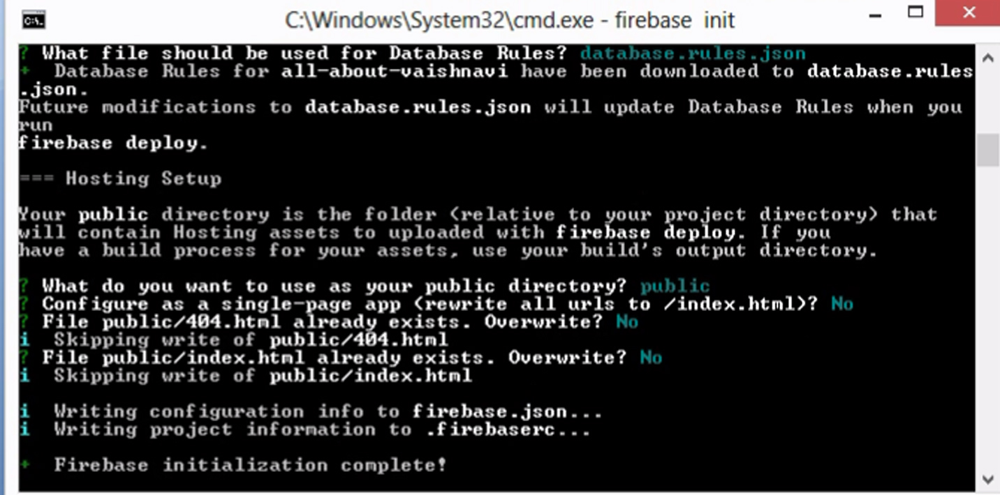 C:\Windows\System32\cmd.exe - firebase  init
? What file should be used for Database Rules? database.rules.json
+  Database Rules for all-about-vaishnavi have been downloaded to database.rules
.json.
Future modifications to database.rules.json will update Database Rules when you
run
firebase deploy.
=== Hosting Setup
Your public directory is the folder (relative to your project directory) that
will contain Hosting assets to uploaded with firebase deploy. If you
have a build process for your assets, use your build's output directory.
? What do you want to use as your public directory? public
? Configure as a single-page app (rewrite all urls to /index.html)? No
? File public/404.html already exists. Overwrite? No
i  Skipping write of public/404.html
? File public/index.html already exists. Overwrite? No
i  Skipping write of public/index.html
i  Writing configuration info to firebase.json...
i  Writing project information to .firebaserc...
+  Firebase initialization complete!